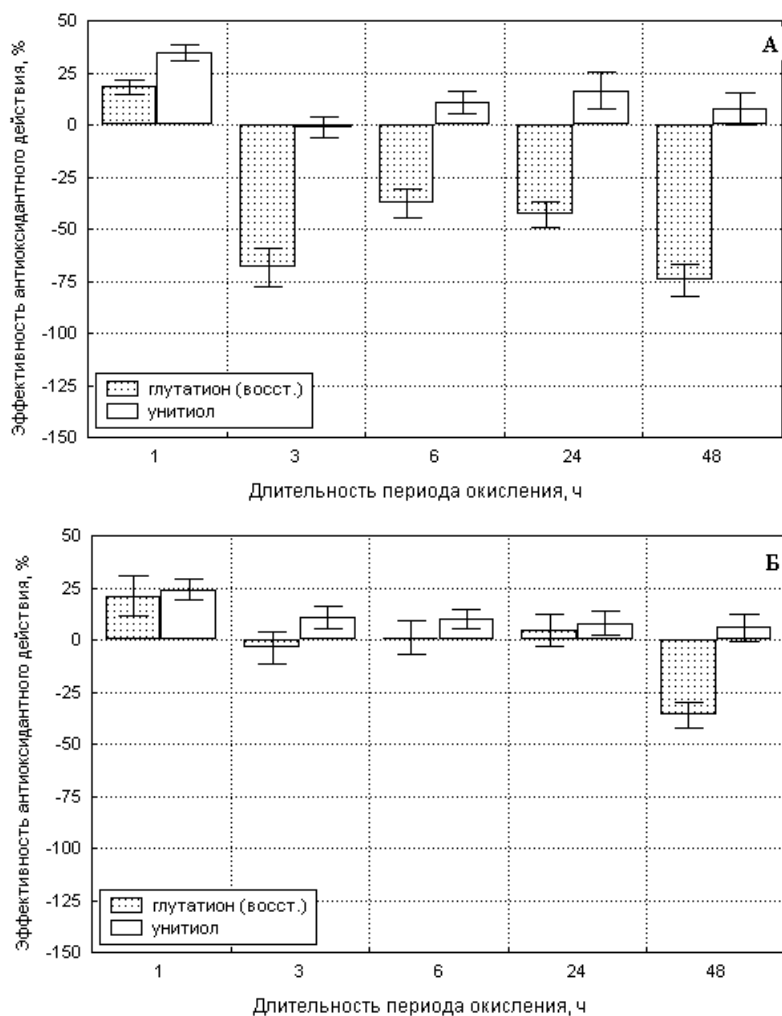 А
Эффективность антиоксидантного действия, %
50
25
0
-25
-50
-75
-100
-125
-150
глутатион (восст.)
унитиол
1 3 6 24 48
Длительность периода окисления, ч
Б
Эффективность антиоксидантного действия, %
50
25
0
-25
-50
-75
-100
-125
-150
глутатион (восст.)
унитиол
1 3 6 24 48
Длительность периода окисления, ч